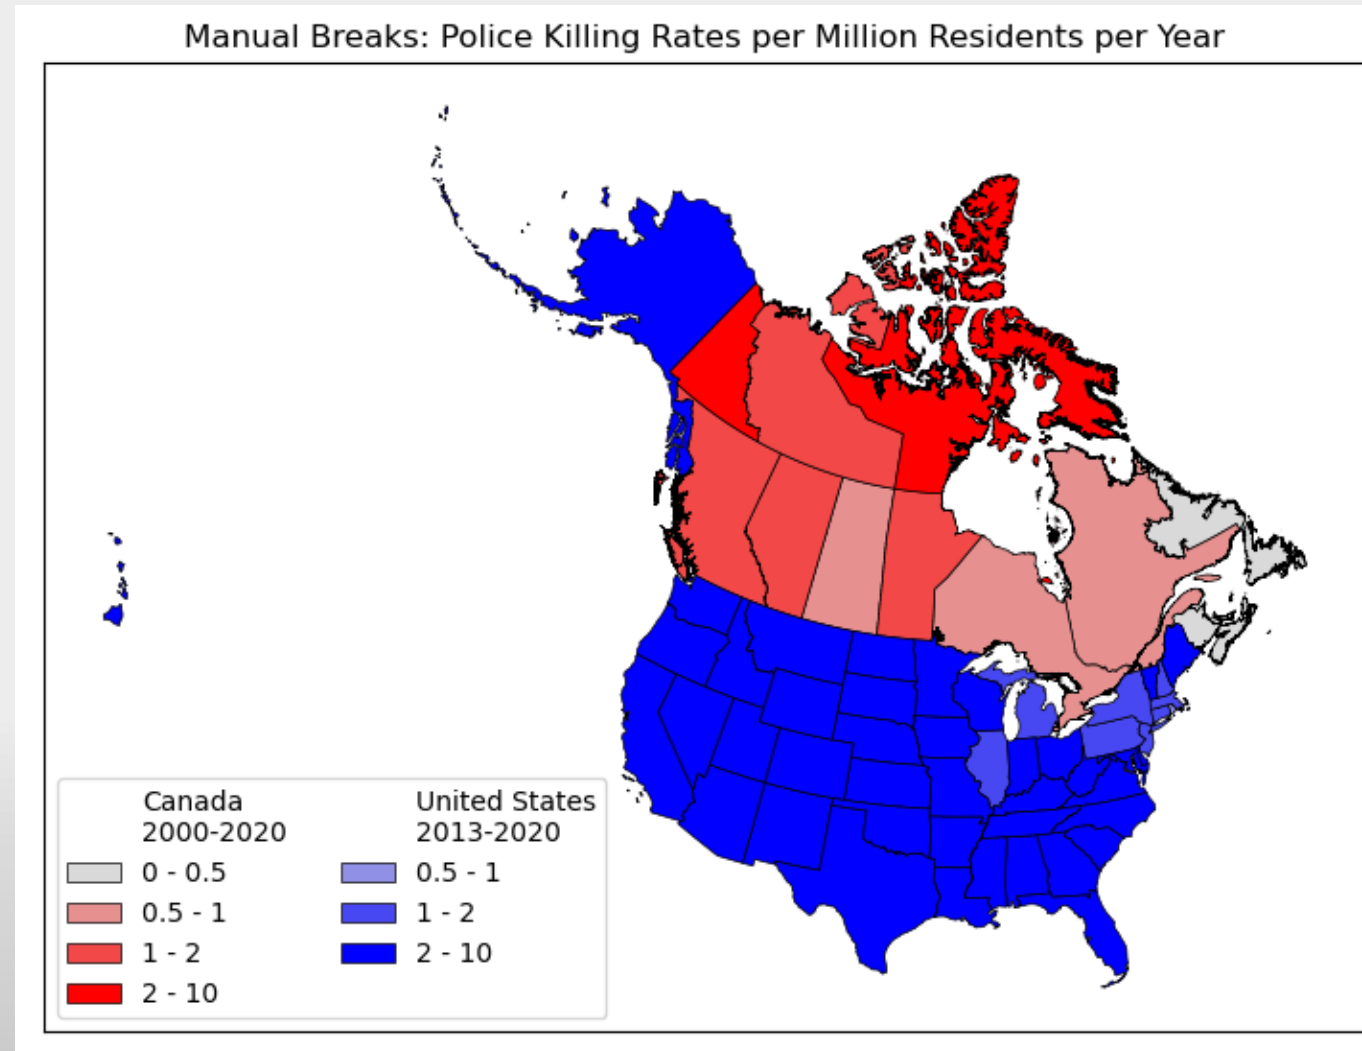 Manual Breaks: Police Killing Rates per Million Residents per Year
Canada
2000-2020
0 - 0.5
0.5 - 1
1 - 2
2 - 10
United States
2013-2020
0.5 - 1
1 - 2
2 - 10